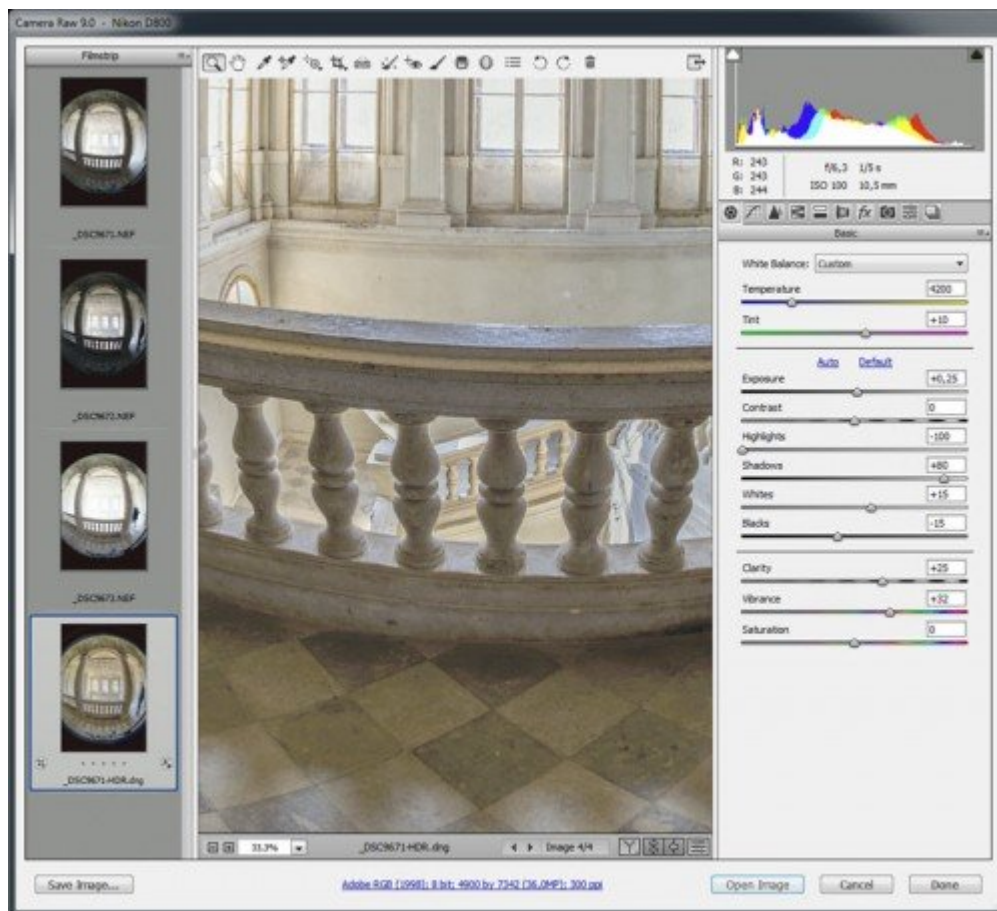 Camera Raw 9.0 - Nikon D800
Filmstrip
_DSC9671.NEF
_DSC9672.NEF
_DSC9673.NEF
_DSC9671-HDR.dng
33.3%
_DSC9671-HDR.dng
Image 4/4
R: 243
G: 243
B: 244
f/6,3 1/5 s
ISO 100 10,5 mm
fx
Basic
White Balance: Custom
Temperature 4200
Tint +10
Auto Default
Exposure +0,25
Contrast 0
Highlights -100
Shadows +80
Whites +15
Blacks -15
Clarity +25
Vibrance +32
Saturation 0
Save Image...
Adobe RGB (1998); 8 bit; 4900 by 7342 (36.0MP); 300 ppi
Open Image
Cancel
Done